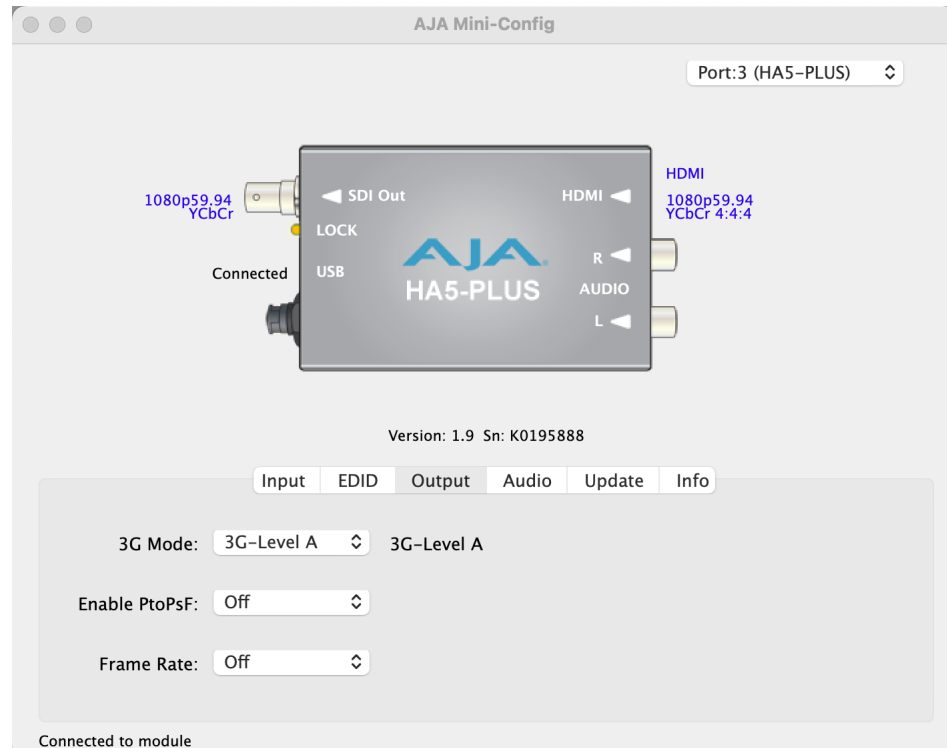 AJA Mini-Config
Port:3 (HA5-PLUS)
HDMI
1080p59.94
YCbCr
SDI Out
HDMI
1080p59.94
YCbCr 4:4:4
LOCK
Connected
USB
AJA
HA5-PLUS
R
AUDIO
L
Version: 1.9 Sn: K0195888
Input EDID Output Audio Update Info
3G Mode: 3G-Level A 3G-Level A
Enable PtoPsF: Off
Frame Rate: Off
Connected to module